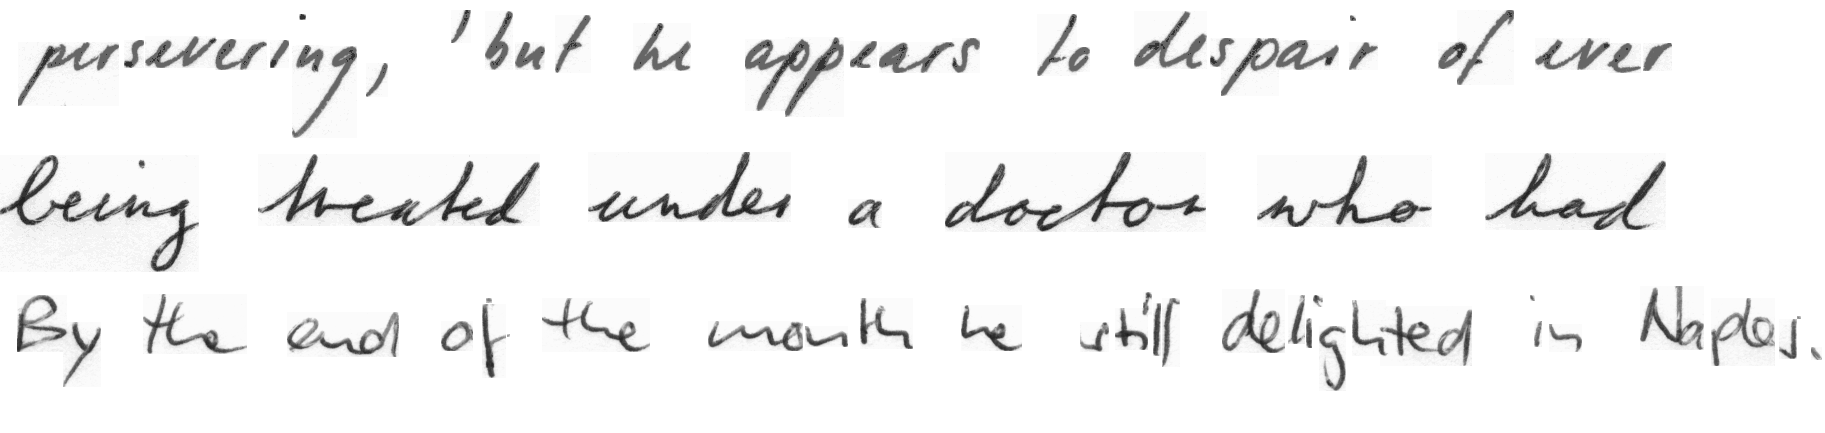 persevering, 'but he appears to despair of ever
being treated under a doctor who had
By the end of the month he still delighted in Naples.